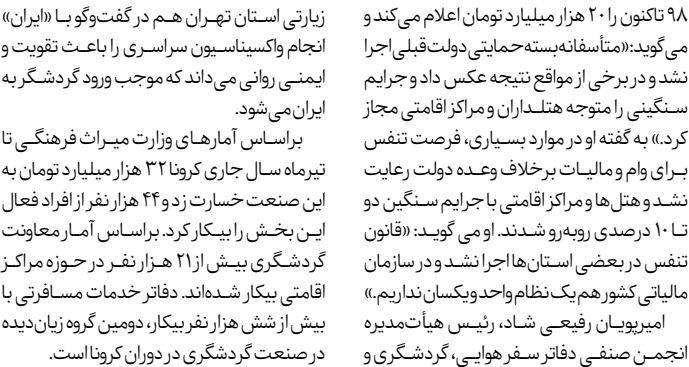 ۹۸ تاکنون را ۲۰ هزار میلیارد تومان اعلام می‌کند و
می‌گوید: «متأسفانه بسته حمایتی دولت قبلی اجرا
نشد و در برخی از مواقع نتیجه عکس داد و جرایم
سنگینی را متوجه هتلداران و مراکز اقامتی مجاز
کرد.» به گفته او در موارد بسیاری، فرصت تنفس
برای وام و مالیات برخلاف وعده دولت رعایت
نشد و هتل‌ها و مراکز اقامتی با جرایم سنگین دو
تا ۱۰ درصدی روبه‌رو شدند. او می گوید: «قانون
تنفس در بعضی استان‌ها اجرا نشد و در سازمان
مالیاتی کشور هم یک نظام واحد و یکسان نداریم.»
امیرپویان رفیعی شاد، رئیس هیأت‌مدیره
انجمن صنفی دفاتر سفر هوایی، گردشگری و
زیارتی استان تهران هم در گفت‌وگو با «ایران»
انجام واکسیناسیون سراسری را باعث تقویت و
ایمنی روانی می‌داند که موجب ورود گردشگر به
ایران می‌شود.
براساس آمارهای وزارت میراث فرهنگی تا
تیرماه سال جاری کرونا ۳۲ هزار میلیارد تومان به
این صنعت خسارت زد و ۴۴ هزار نفر از افراد فعال
این بخش را بیکار کرد. براساس آمار معاونت
گردشگری بیش از ۲۱ هزار نفر در حوزه مراکز
اقامتی بیکار شده‌اند. دفاتر خدمات مسافرتی با
بیش از شش هزار نفر بیکار، دومین گروه زیان‌دیده
در صنعت گردشگری در دوران کرونا است.